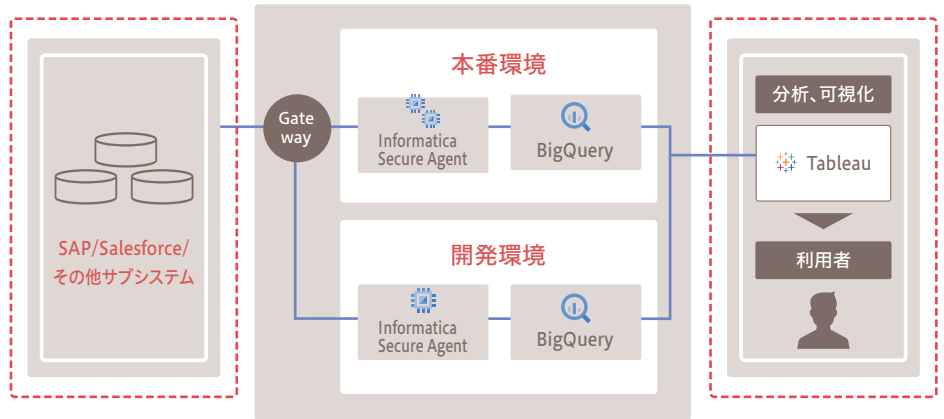 SAP/Salesforce/
その他サブシステム
Gate
way
本番環境
Informatica
Secure Agent
BigQuery
開発環境
Informatica
Secure Agent
BigQuery
分析、可視化
Tableau
利用者